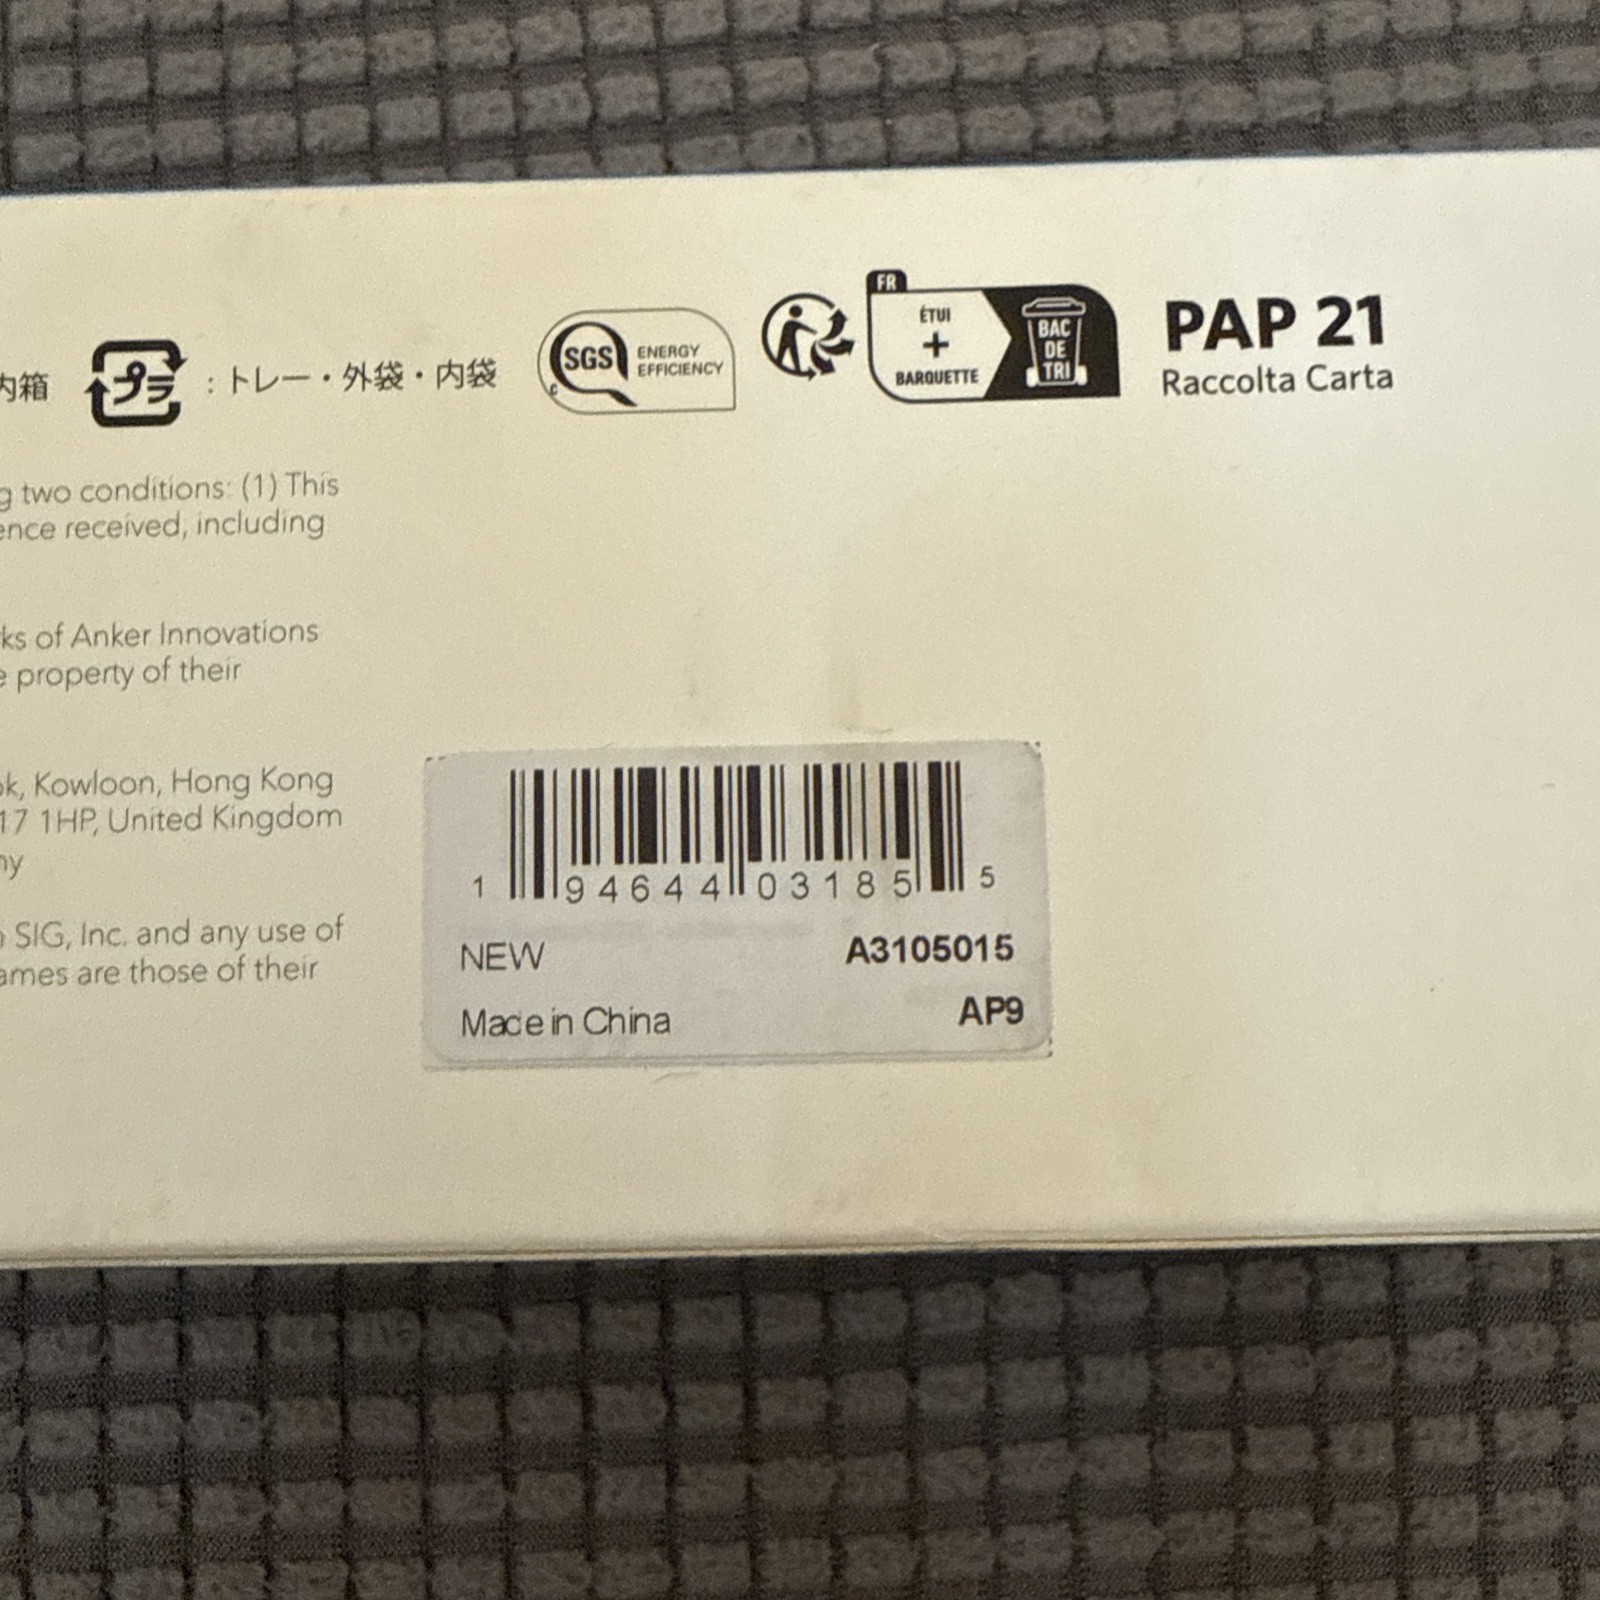 内箱
プラ
: トレー・外袋・内袋
SGS
ENERGY
EFFICIENCY
C
FR
ÉTUI
+
BARQUETTE
BAC
DE
TRI
PAP 21
Raccolta Carta
g two conditions: (1) This
ence received, including
ks of Anker Innovations
e property of their
ok, Kowloon, Hong Kong
17 1HP, United Kingdom
ny
SIG, Inc. and any use of
ames are those of their
1 94644 03185 5
NEW A3105015
Made in China AP9